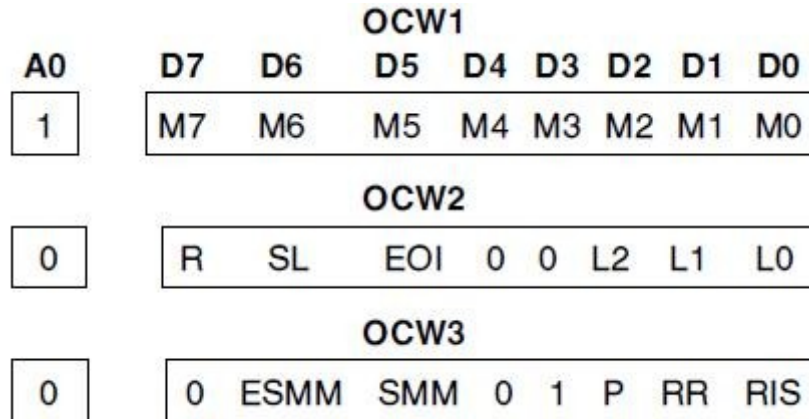 OCW1
A0 D7 D6 D5 D4 D3 D2 D1 D0
1 M7 M6 M5 M4 M3 M2 M1 M0
OCW2
0 R SL EOI 0 0 L2 L1 L0
OCW3
0 0 ESMM SMM 0 1 P RR RIS